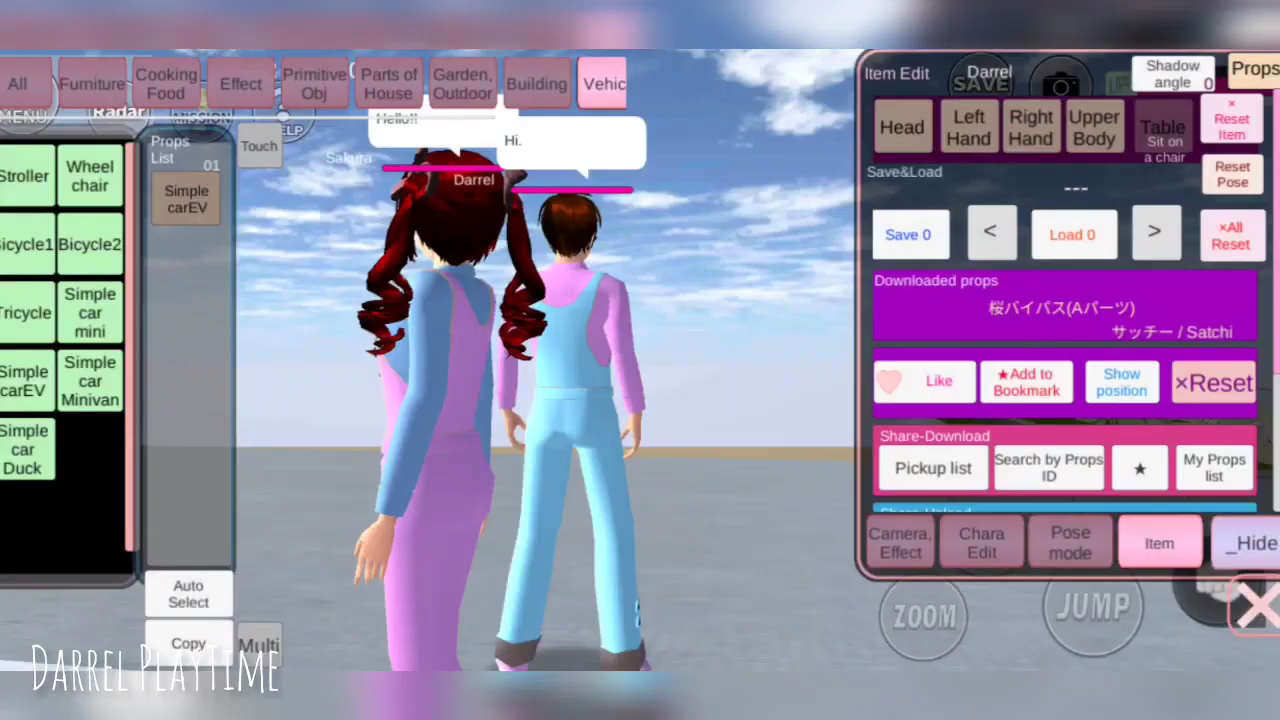 All
Furniture
Cooking
Food
Effect
Primitive
Obj
Parts of
House
Garden,
Outdoor
Building
Vehic
MENU
Radar
MISSION
Touch
Props
List
01
Simple
carEV
Stroller
Wheel
chair
Bicycle2
Tricycle
Simple
car
mini
Simple
carEV
Simple
car
Minivan
Simple
car
Duck
Auto
Select
Copy
Multi
Hello!!
Hi.
Sakura
Darrel
Item Edit
Darrel
SAVE
Shadow
angle 0
Props
Head
Left
Hand
Right
Hand
Upper
Body
Table
Sit on
a chair
×
Reset
Item
Reset
Pose
Save&Load
---
Save 0
<
Load 0
>
×All
Reset
Downloaded props
桜バイパス(Aパーツ)
サッチー / Satchi
Like
★Add to
Bookmark
Show
position
×Reset
Share-Download
Pickup list
Search by Props
ID
★
My Props
list
Camera,
Effect
Chara
Edit
Pose
mode
Item
_Hide
ZOOM
JUMP
DARREL PLAYTIME